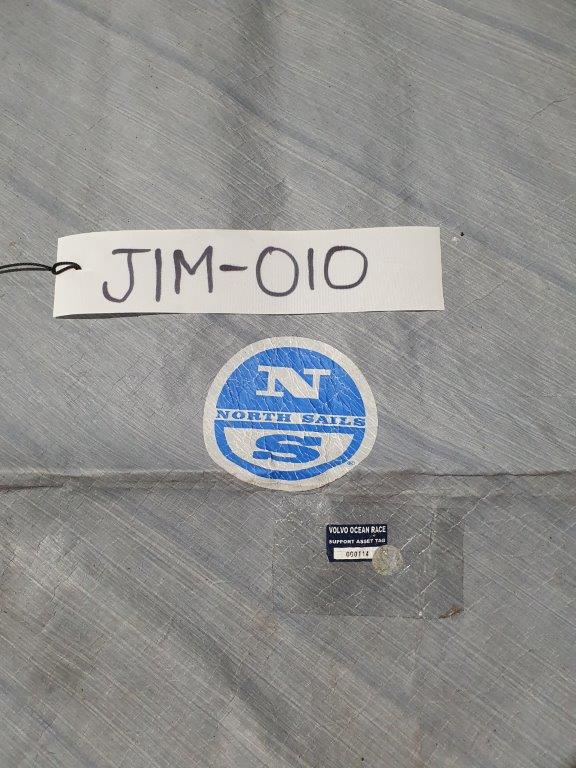 JIM-010
N
NORTH SAILS
S
®
VOLVO OCEAN RACE
SUPPORT ASSET TAG
000114